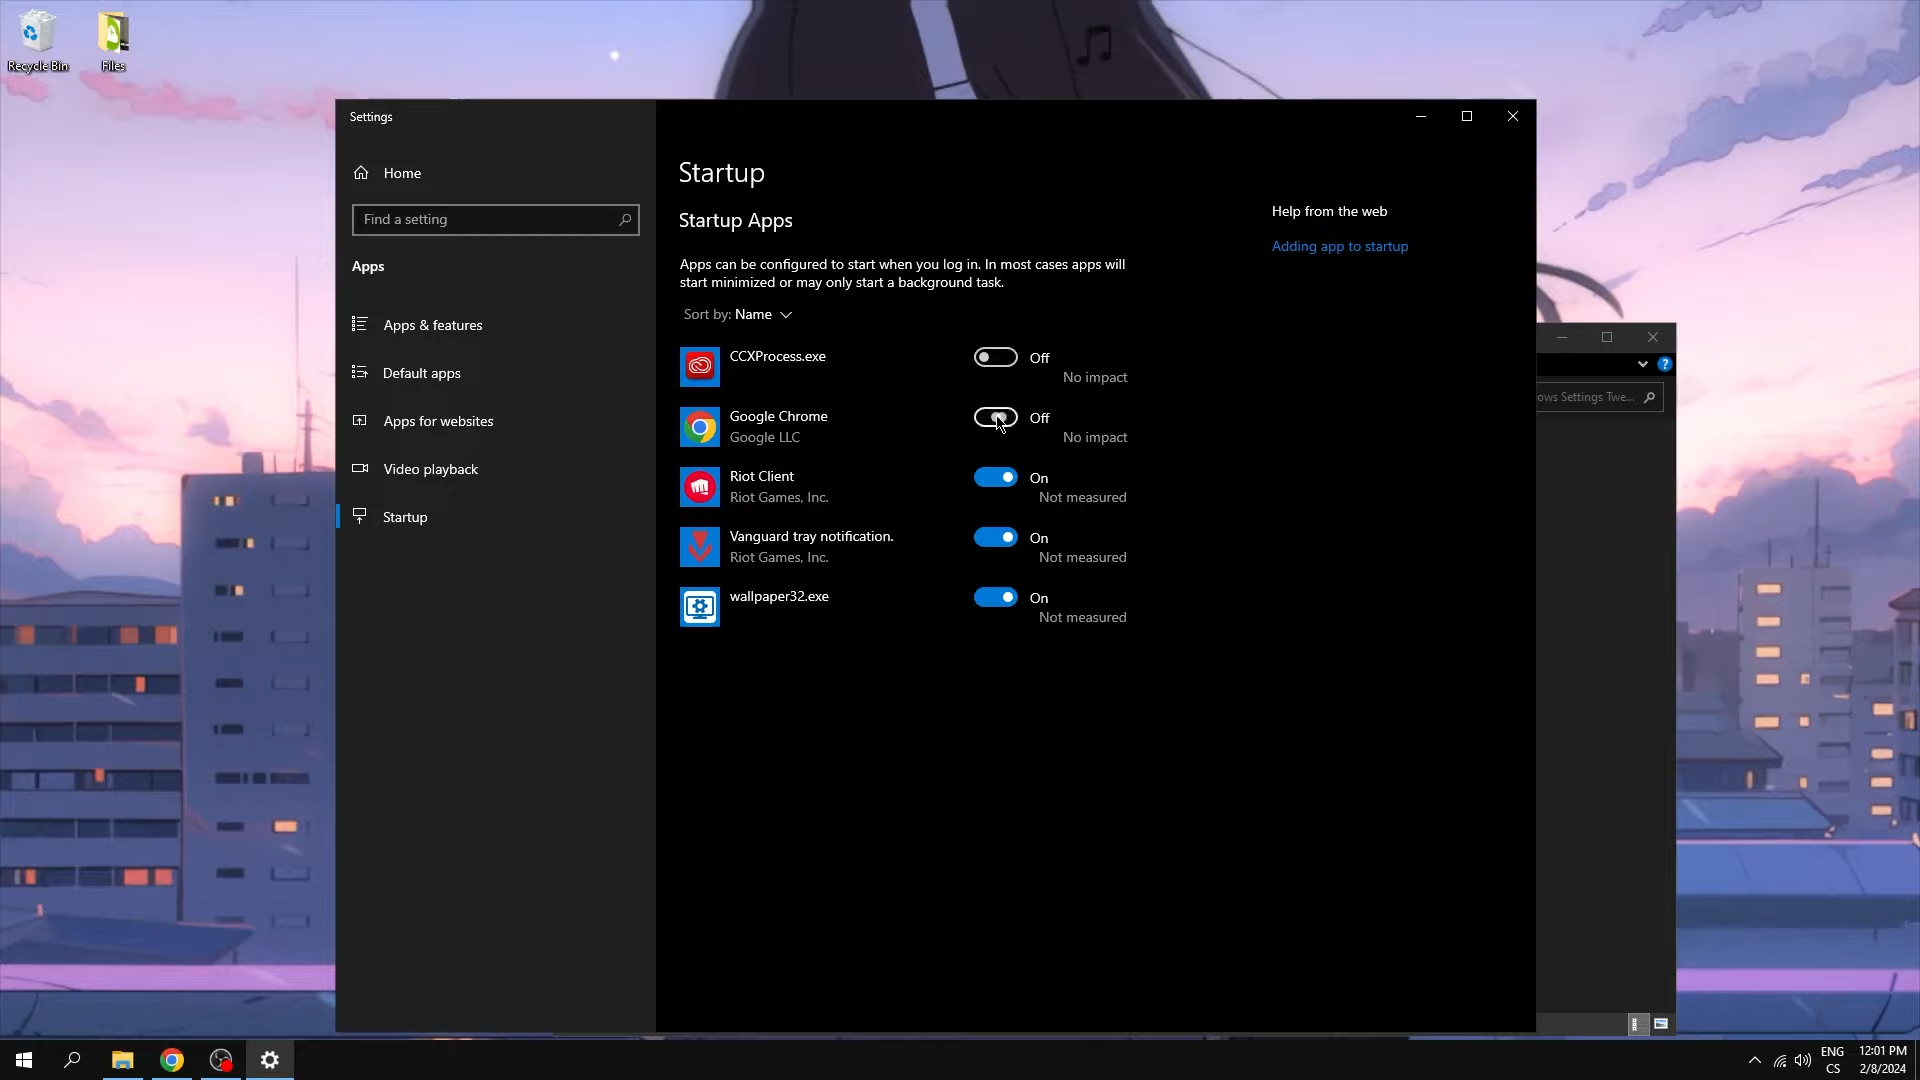 Recycle Bin
Files
Settings
Home
Find a setting
Apps
Apps & features
Default apps
Apps for websites
Video playback
Startup
Startup
Startup Apps
Apps can be configured to start when you log in. In most cases apps will
start minimized or may only start a background task.
Sort by: Name
CCXProcess.exe
Off
No impact
Google Chrome
Off
Google LLC
No impact
Riot Client
On
Riot Games, Inc.
Not measured
Vanguard tray notification.
On
Riot Games, Inc.
Not measured
wallpaper32.exe
On
Not measured
Help from the web
Adding app to startup
ows Settings Twe...
ENG
CS
12:01 PM
2/8/2024